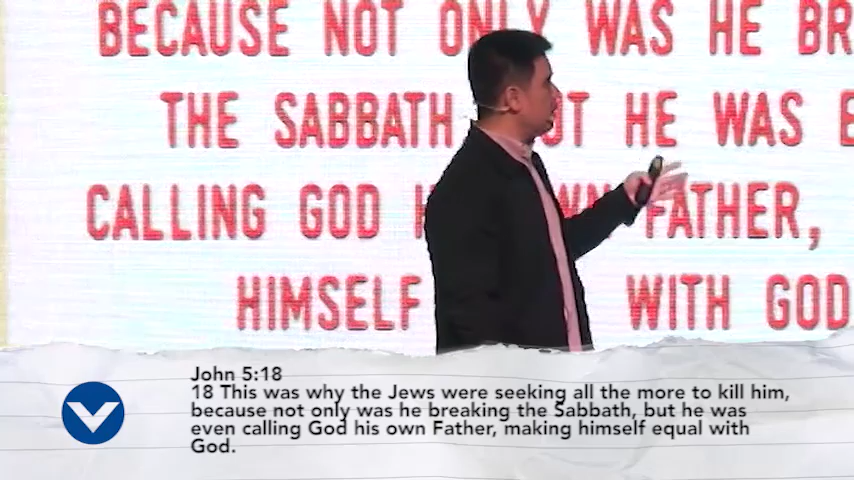 BECAUSE NOT ONLY WAS HE BR
THE SABBATH OT HE WAS B
CALLING GOD H WN FATHER,
HIMSELF WITH GOD
John 5:18
18 This was why the Jews were seeking all the more to kill him,
because not only was he breaking the Sabbath, but he was
even calling God his own Father, making himself equal with
God.